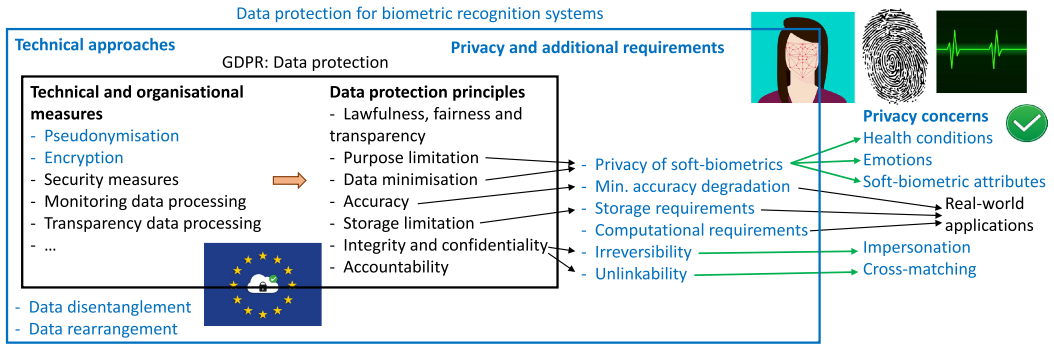 Data protection for biometric recognition systems
Technical approaches
Privacy and additional requirements
GDPR: Data protection
Technical and organisational
measures
- Pseudonymisation
- Encryption
- Security measures
- Monitoring data processing
- Transparency data processing
- ...
Data protection principles
- Lawfulness, fairness and
transparency
- Purpose limitation
- Data minimisation
- Accuracy
- Storage limitation
- Integrity and confidentiality
- Accountability
- Privacy of soft-biometrics
- Min. accuracy degradation
- Storage requirements
- Computational requirements
- Irreversibility
- Unlinkability
Privacy concerns
Health conditions
Emotions
Soft-biometric attributes
Real-world
applications
Impersonation
Cross-matching
- Data disentanglement
- Data rearrangement